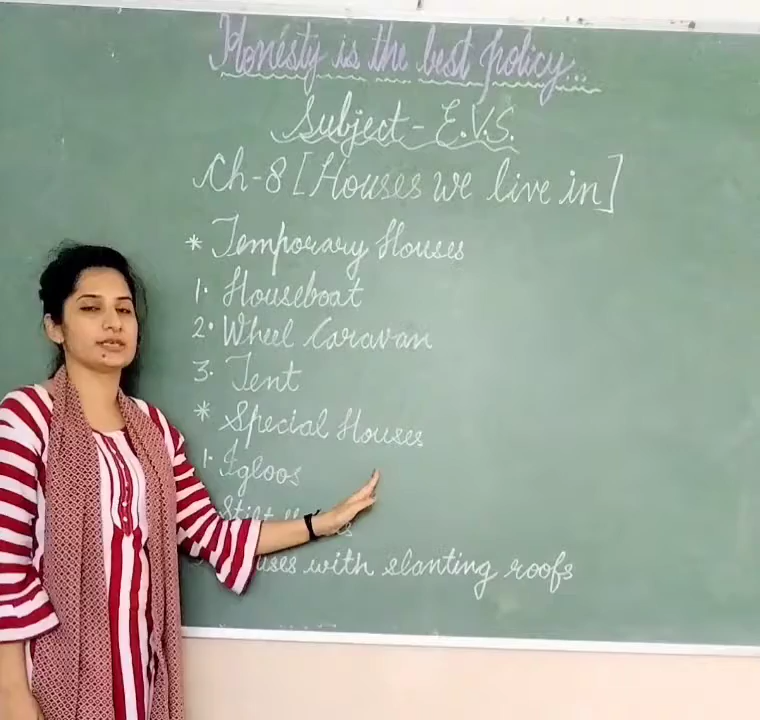 Honesty is the best policy...
Subject - E.V.S.
Ch-8 [Houses we live in]
* Temporary Houses
1. Houseboat
2. Wheel Caravan
3. Tent
* Special Houses
1. Igloos
Stilt
with slanting roofs